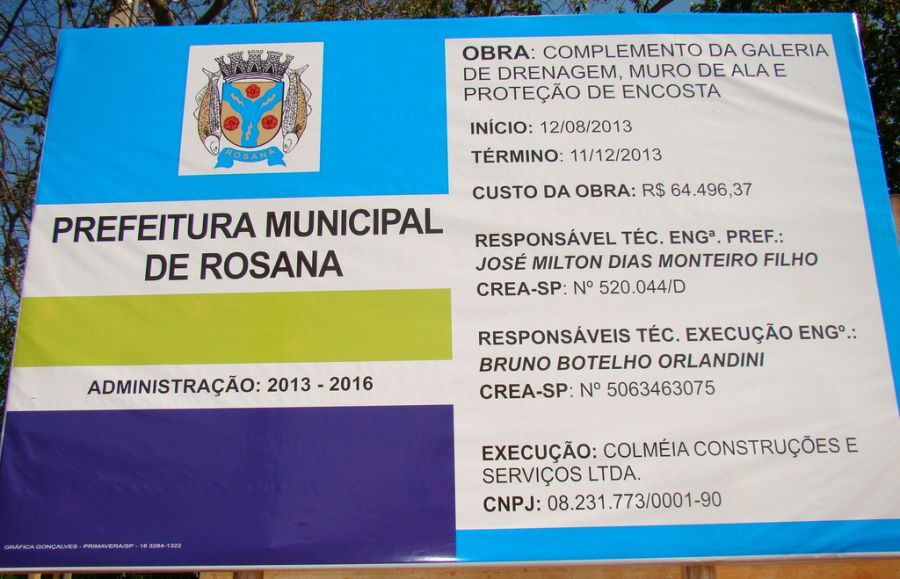 ROSANA
PREFEITURA MUNICIPAL
DE ROSANA
ADMINISTRAÇÃO: 2013 - 2016
GRÁFICA GONÇALVES - PRIMAVERA/SP - 18 3284-1322
OBRA: COMPLEMENTO DA GALERIA
DE DRENAGEM, MURO DE ALA E
PROTEÇÃO DE ENCOSTA
INÍCIO: 12/08/2013
TÉRMINO: 11/12/2013
CUSTO DA OBRA: R$ 64.496,37
RESPONSÁVEL TÉC. ENGª. PREF.:
JOSÉ MILTON DIAS MONTEIRO FILHO
CREA-SP: Nº 520.044/D
RESPONSÁVEIS TÉC. EXECUÇÃO ENGº.:
BRUNO BOTELHO ORLANDINI
CREA-SP: Nº 5063463075
EXECUÇÃO: COLMÉIA CONSTRUÇÕES E
SERVIÇOS LTDA.
CNPJ: 08.231.773/0001-90